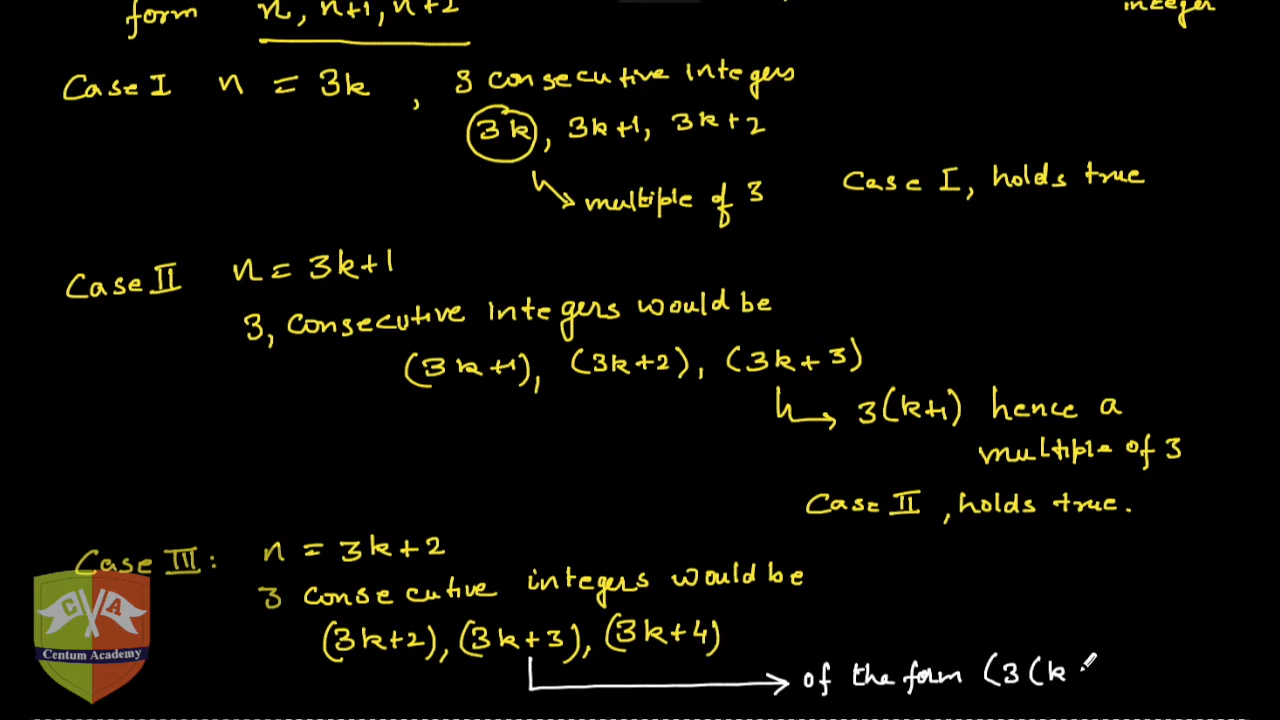 form n, n+1, n+2 integer
Case I n = 3k , 3 consecutive integers
3k, 3k+1, 3k+2
multiple of 3 Case I, holds true
Case II n = 3k+1
3, consecutive integers would be
(3k+1), (3k+2), (3k+3)
3(k+1) hence a
multiple of 3
Case II, holds true.
Case III: n = 3k+2
3 consecutive integers would be
(3k+2), (3k+3), (3k+4)
of the form (3(k
C A
Centum Academy